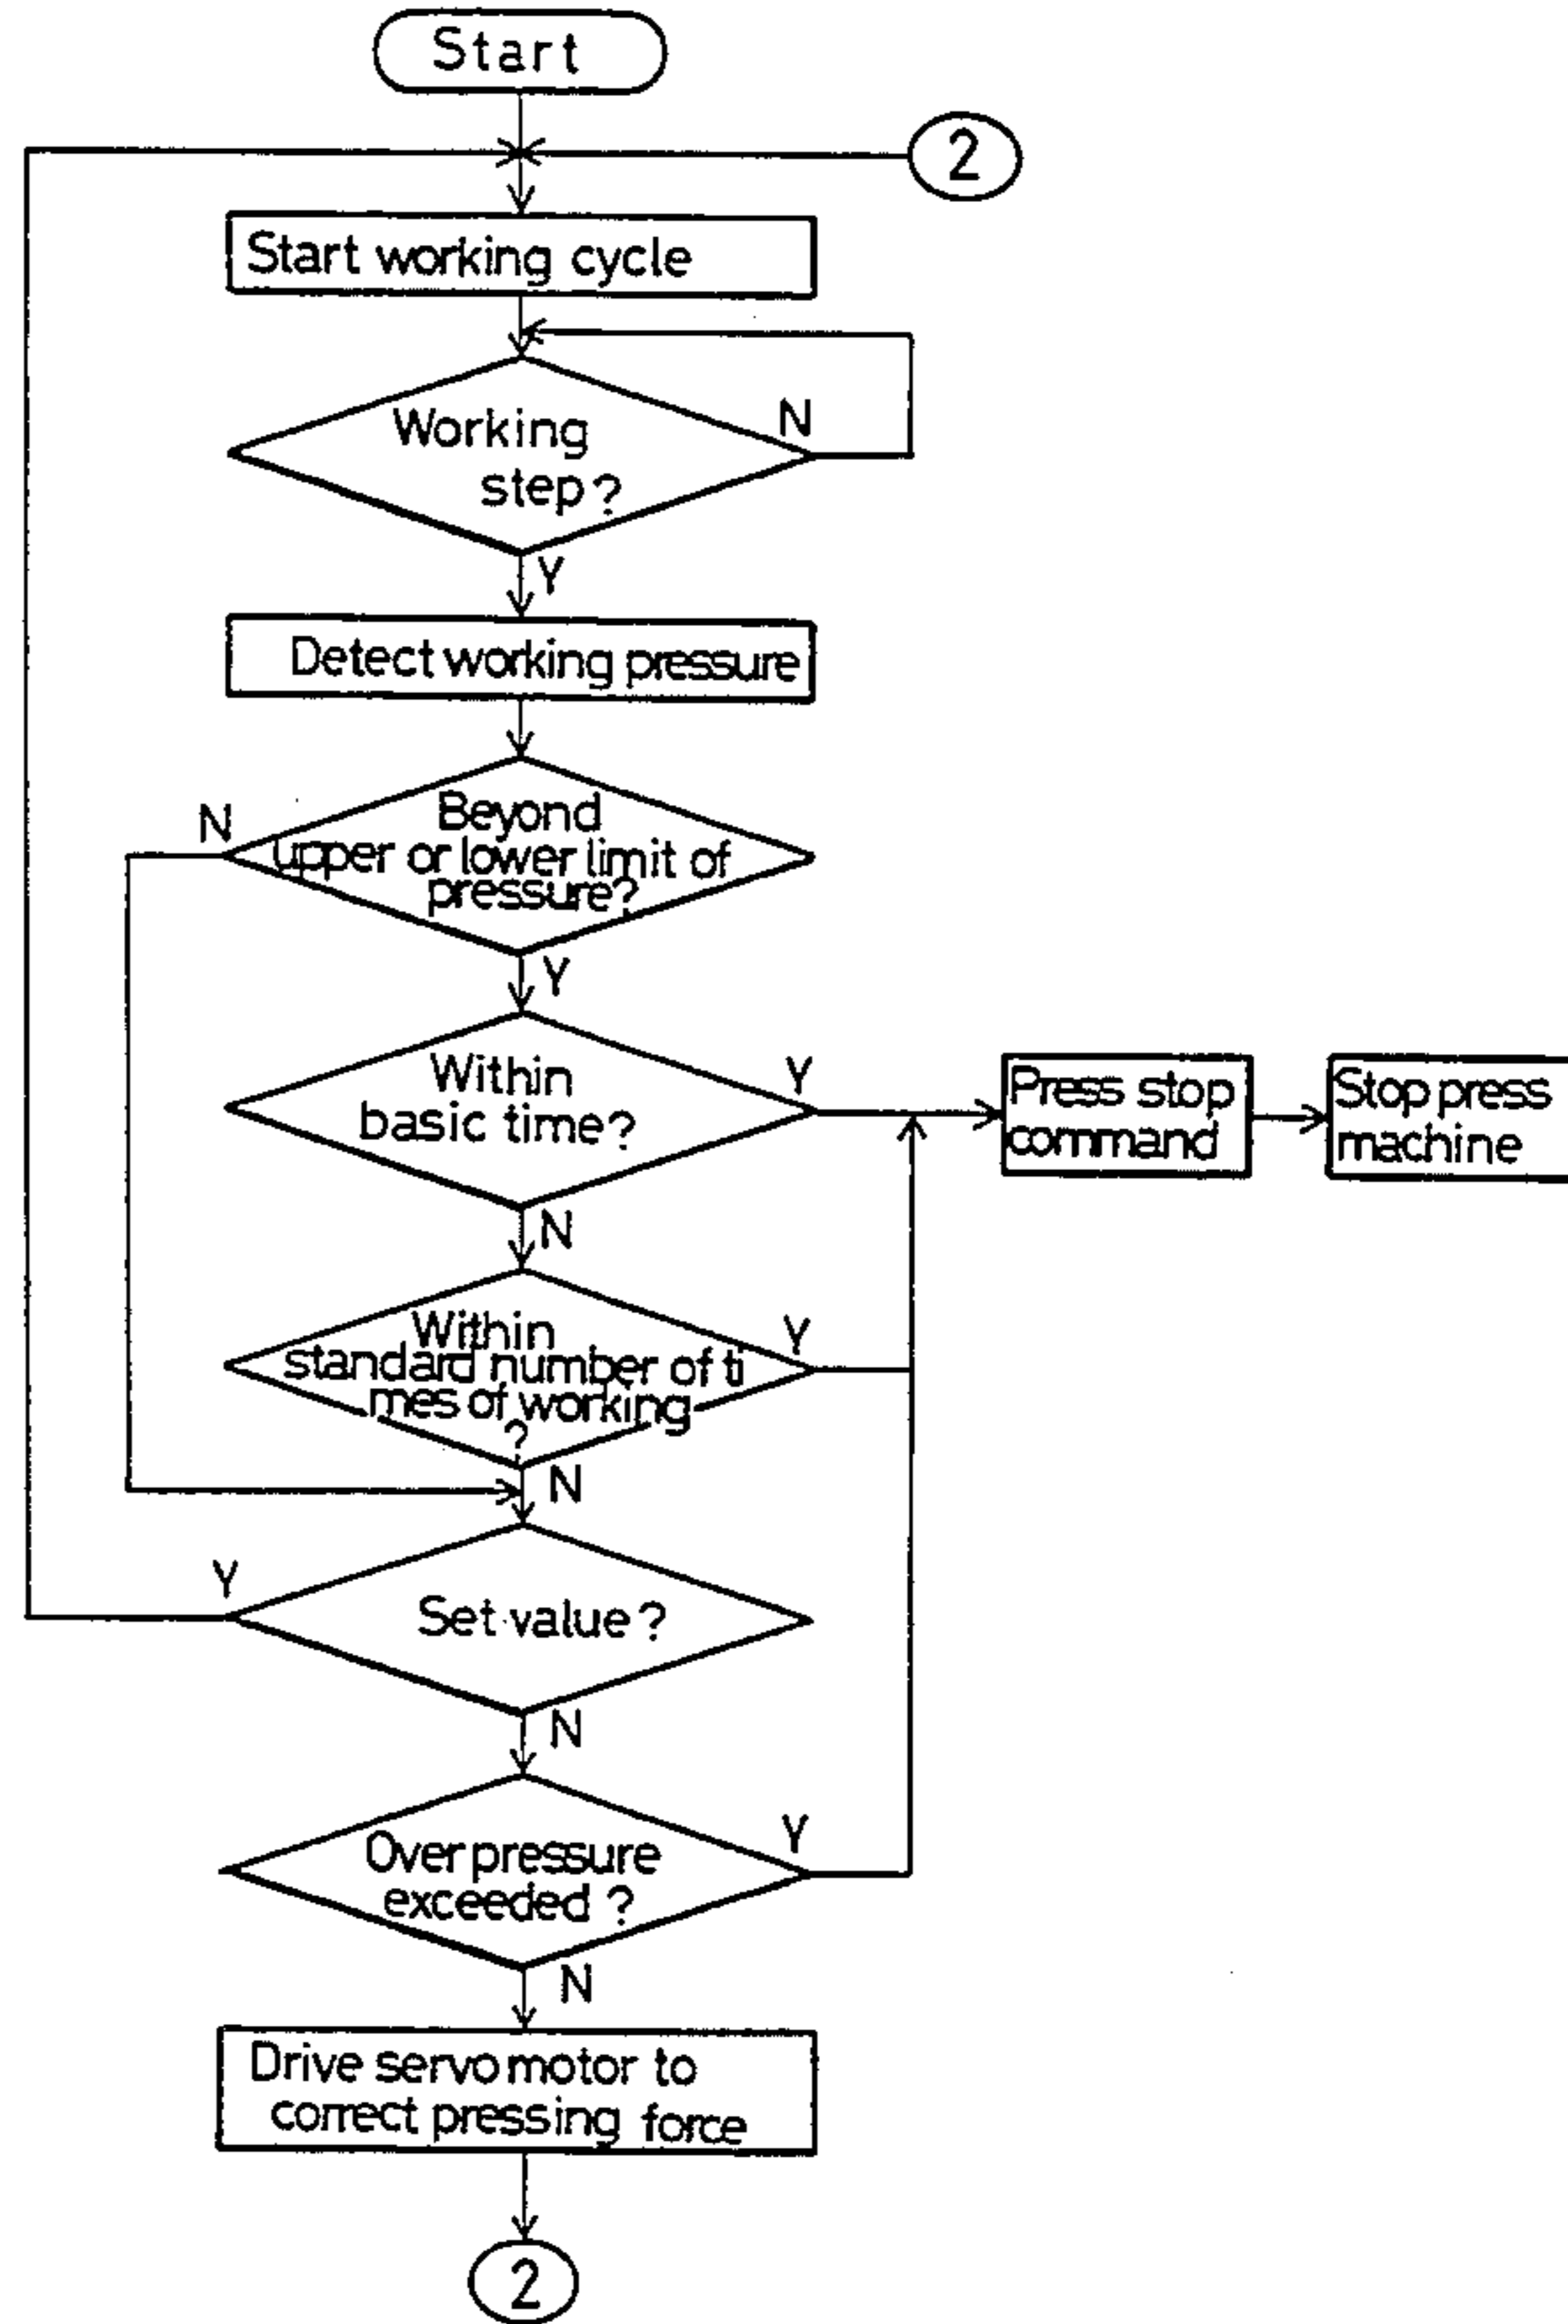 Start
2
Start working cycle
N
Working
step?
Y
Detect working pressure
N
Beyond
upper or lower limit of
pressure?
Y
Within
basic time?
Y
Press stop
command
Stop press
machine
N
Within
standard number of ti
mes of working
?
Y
N
Y
Set value?
N
Over pressure
exceeded?
Y
N
Drive servo motor to
correct pressing force
2